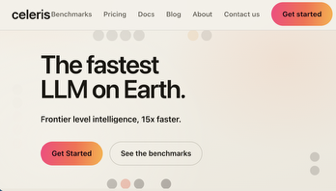 celeris Benchmarks Pricing Docs Blog About Contact us Get started
The fastest
LLM on Earth.
Frontier level intelligence, 15x faster.
Get Started See the benchmarks